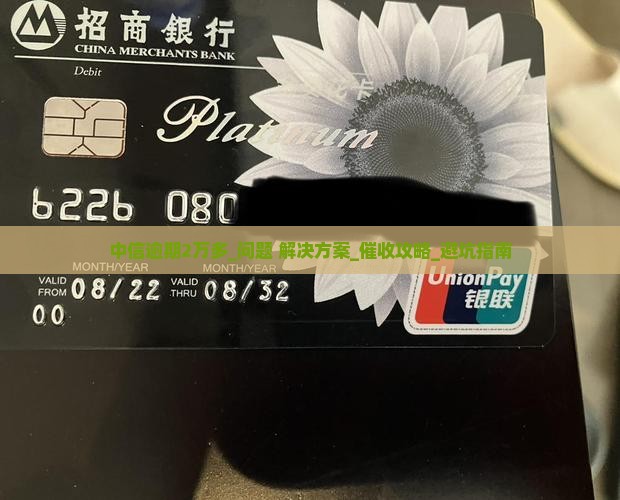 招商銀行
CHINA MERCHANTS BANK
Debit
Platinum
6226 080
中信逾期2万多_问题 解决方案_催收攻略_避坑指南
MONTH/YEAR MONTH/YEAR
VALID FROM 08/22 VALID THRU 08/32
00
UnionPay
银联